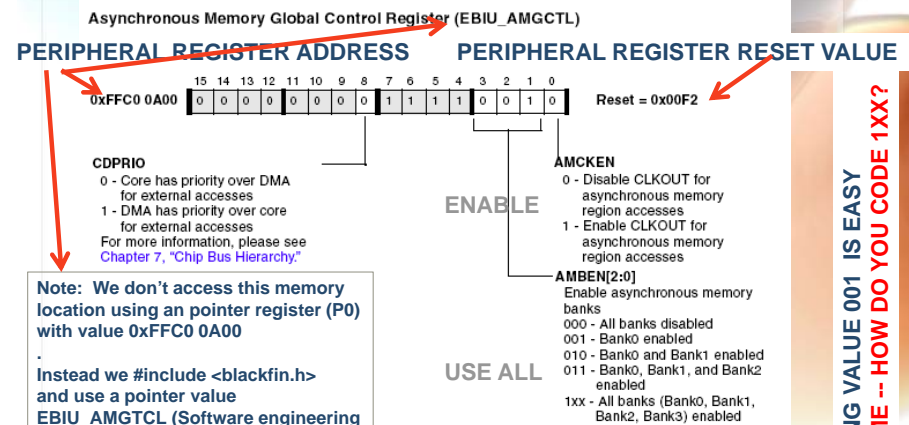 Asynchronous Memory Global Control Register (EBIU_AMGCTL)
PERIPHERAL REGISTER ADDRESS
PERIPHERAL REGISTER RESET VALUE
15 14 13 12 11 10 9 8 7 6 5 4 3 2 1 0
0xFFC0 0A00
0 0 0 0 0 0 0 0 1 1 1 1 0 0 1 0
Reset = 0x00F2
CDPRIO
0 - Core has priority over DMA
for external accesses
1 - DMA has priority over core
for external accesses
For more information, please see
Chapter 7, “Chip Bus Hierarchy.”
Note: We don’t access this memory
location using an pointer register (P0)
with value 0xFFC0 0A00
.
Instead we #include <blackfin.h>
and use a pointer value
EBIU_AMGTCL (Software engineering
ENABLE
USE ALL
AMCKEN
0 - Disable CLKOUT for
asynchronous memory
region accesses
1 - Enable CLKOUT for
asynchronous memory
region accesses
AMBEN[2:0]
Enable asynchronous memory
banks
000 - All banks disabled
001 - Bank0 enabled
010 - Bank0 and Bank1 enabled
011 - Bank0, Bank1, and Bank2
enabled
1xx - All banks (Bank0, Bank1,
Bank2, Bank3) enabled
VALUE 001 IS EASY
-- HOW DO YOU CODE 1XX?